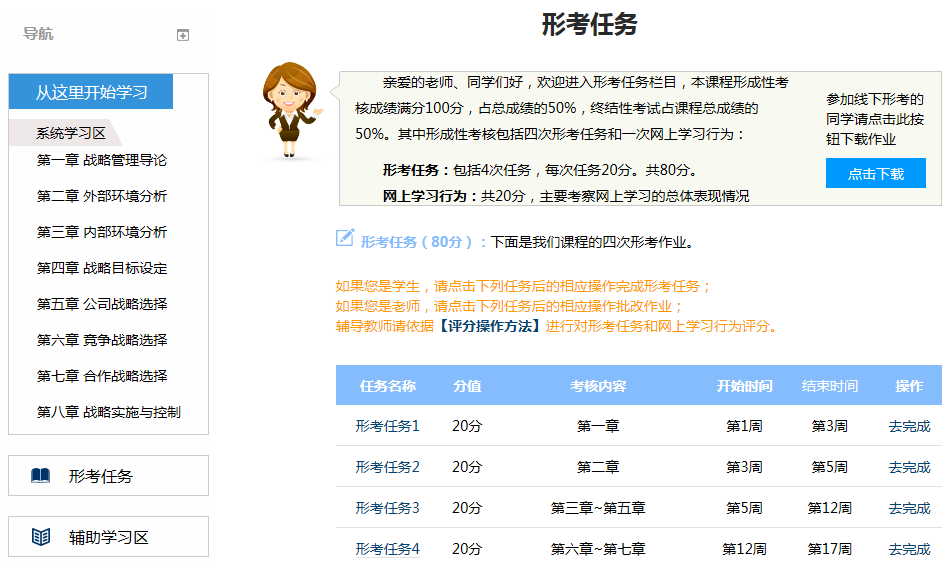 导航
从这里开始学习
系统学习区
第一章 战略管理导论
第二章 外部环境分析
第三章 内部环境分析
第四章 战略目标设定
第五章 公司战略选择
第六章 竞争战略选择
第七章 合作战略选择
第八章 战略实施与控制
形考任务
辅助学习区
形考任务
亲爱的老师、同学们好，欢迎进入形考任务栏目，本课程形成性考
核成绩满分100分，占总成绩的50%，终结性考试占课程总成绩的
50%。其中形成性考核包括四次形考任务和一次网上学习行为：
形考任务：包括4次任务，每次任务20分。共80分。
网上学习行为：共20分，主要考察网上学习的总体表现情况
参加线下形考的
同学请点击此按
钮下载作业
点击下载
形考任务（80分）：下面是我们课程的四次形考作业。
如果您是学生，请点击下列任务后的相应操作完成形考任务；
如果您是老师，请点击下列任务后的相应操作批改作业；
辅导教师请依据【评分操作方法】进行对形考任务和网上学习行为评分。
任务名称 分值 考核内容 开始时间 结束时间 操作
形考任务1 20分 第一章 第1周 第3周 去完成
形考任务2 20分 第二章 第3周 第5周 去完成
形考任务3 20分 第三章~第五章 第5周 第12周 去完成
形考任务4 20分 第六章~第七章 第12周 第17周 去完成